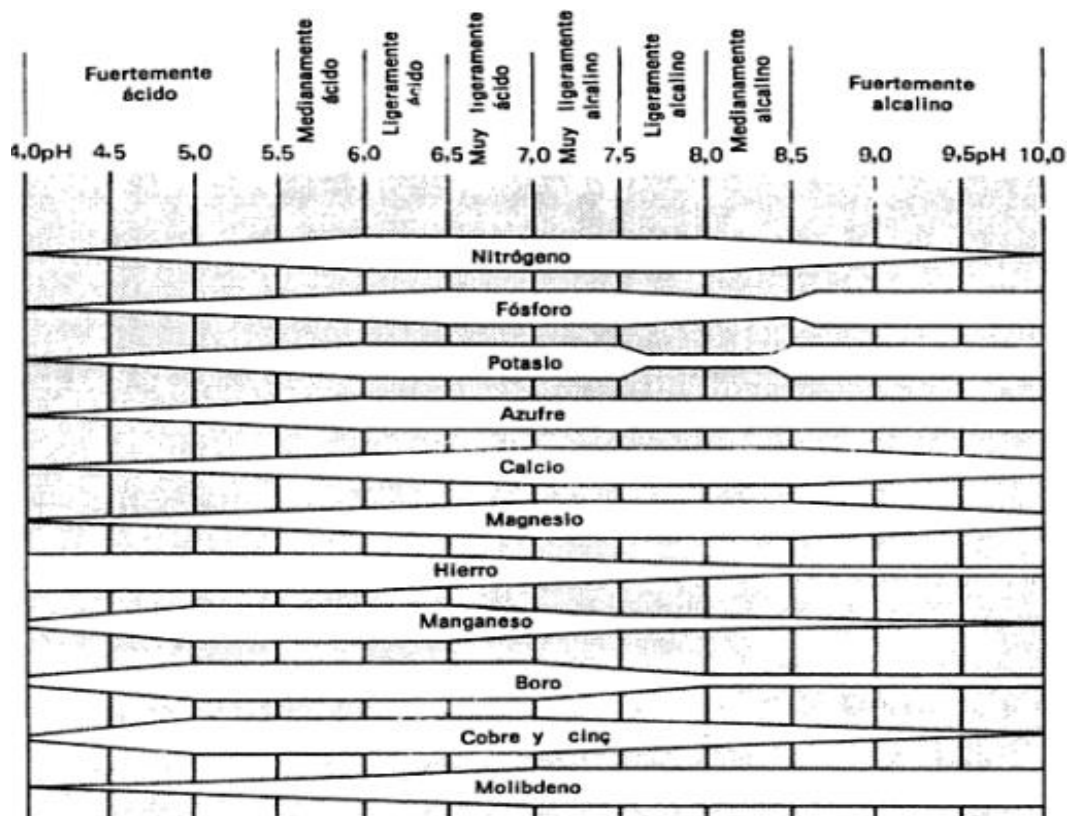 Fuertemente
ácido
Medianamente
ácido
Ligeramente
ácido
Muy ligeramente
ácido
Muy ligeramente
alcalino
Ligeramente
alcalino
Medianamente
alcalino
Fuertemente
alcalino
4.0pH 4.5 5.0 5.5 6.0 6.5 7.0 7.5 8.0 8.5 9.0 9.5pH 10.0
Nitrógeno
Fósforo
Potasio
Azufre
Calcio
Magnesio
Hierro
Manganeso
Boro
Cobre y cinç
Molibdeno